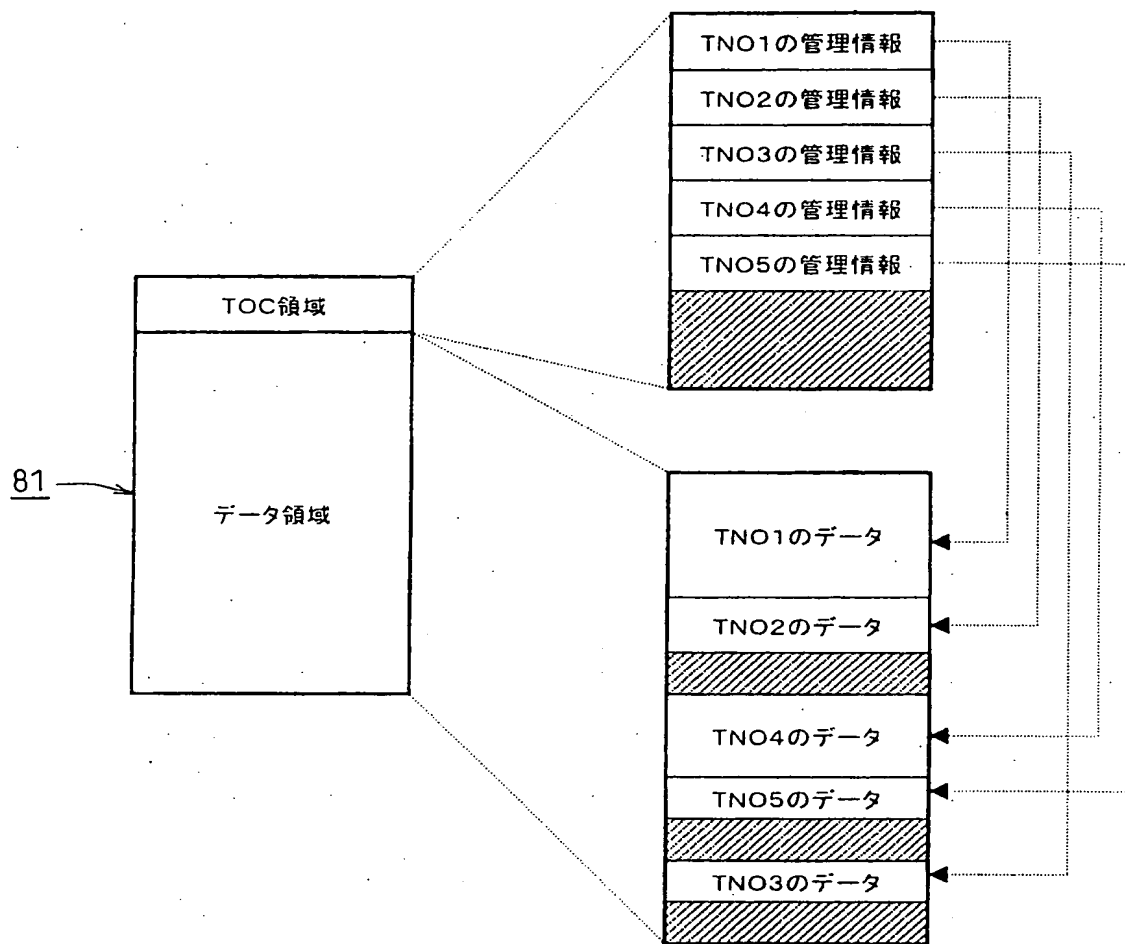 TNO1の管理情報
TNO2の管理情報
TNO3の管理情報
TNO4の管理情報
TNO5の管理情報
TOC領域
データ領域
81
TNO1のデータ
TNO2のデータ
TNO4のデータ
TNO5のデータ
TNO3のデータ